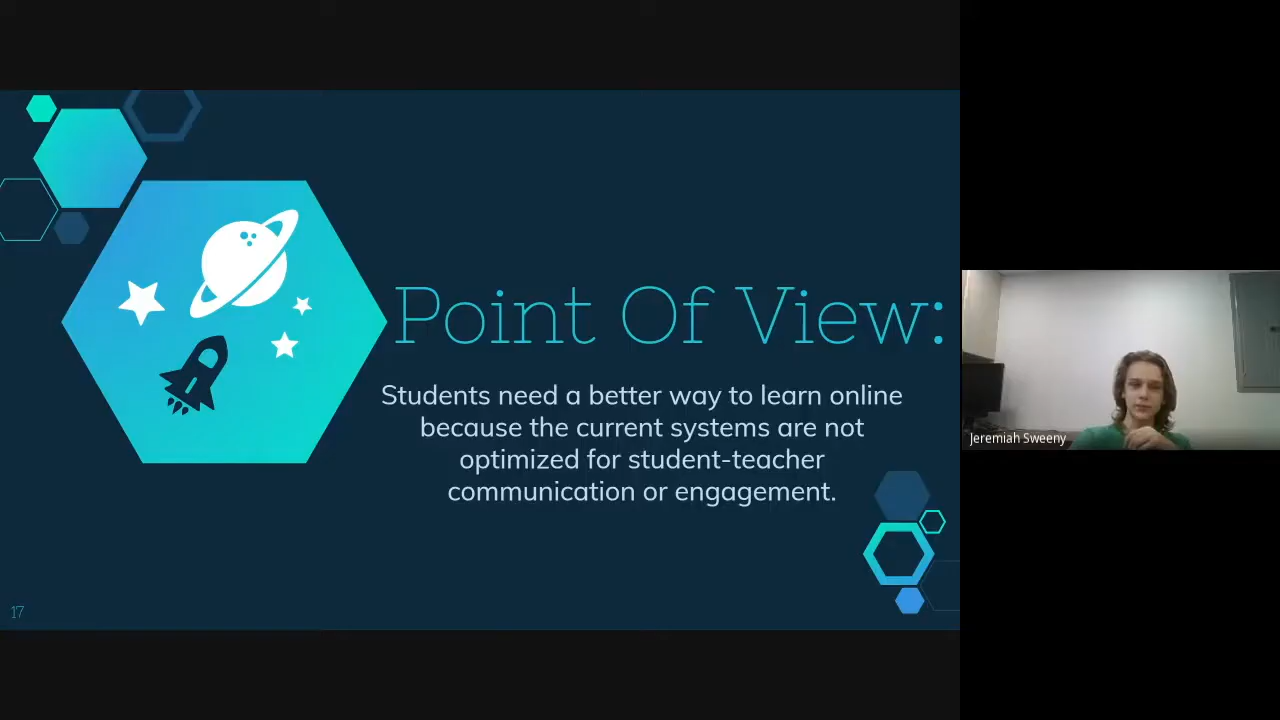 Point Of View:
Students need a better way to learn online
because the current systems are not
optimized for student-teacher
communication or engagement.
17
Jeremiah Sweeny